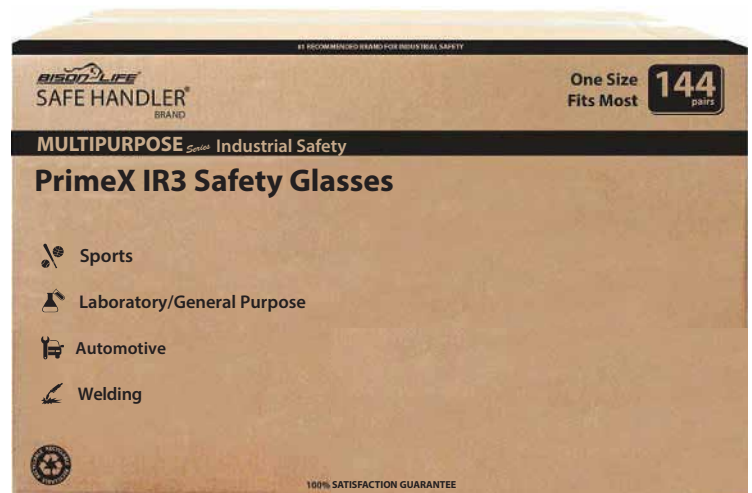 #1 RECOMMENDED BRAND FOR INDUSTRIAL SAFETY
BISON LIFE
SAFE HANDLER®
BRAND
One Size
Fits Most
144
pairs
MULTIPURPOSE Series Industrial Safety
PrimeX IR3 Safety Glasses
Sports
Laboratory/General Purpose
Automotive
Welding
100% SATISFACTION GUARANTEE